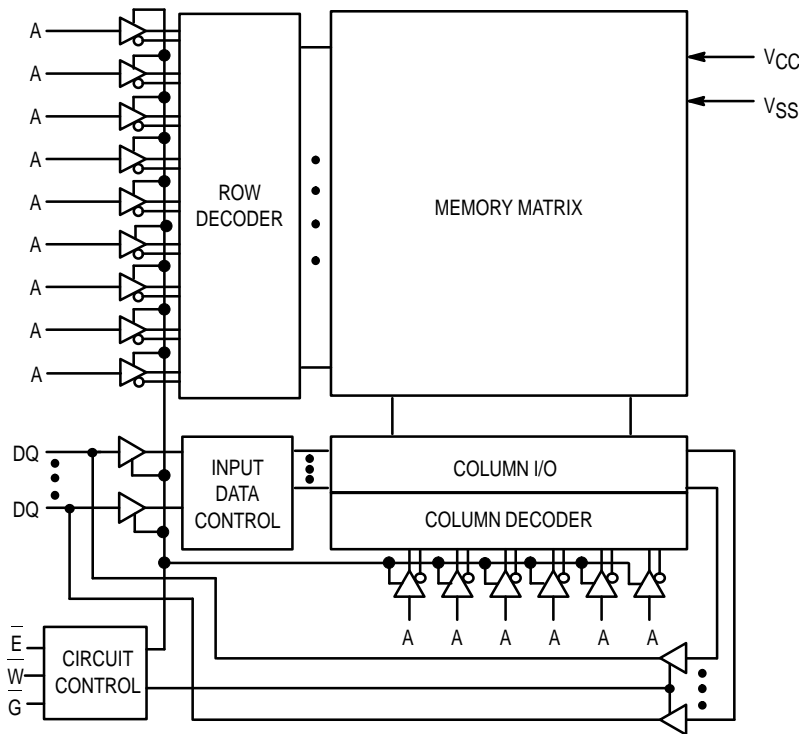 A
A
A
A
A
A
A
A
A
ROW
DECODER
MEMORY MATRIX
VCC
VSS
DQ
DQ
INPUT
DATA
CONTROL
COLUMN I/O
COLUMN DECODER
A A A A A A
E̅
W̅
G̅
CIRCUIT
CONTROL